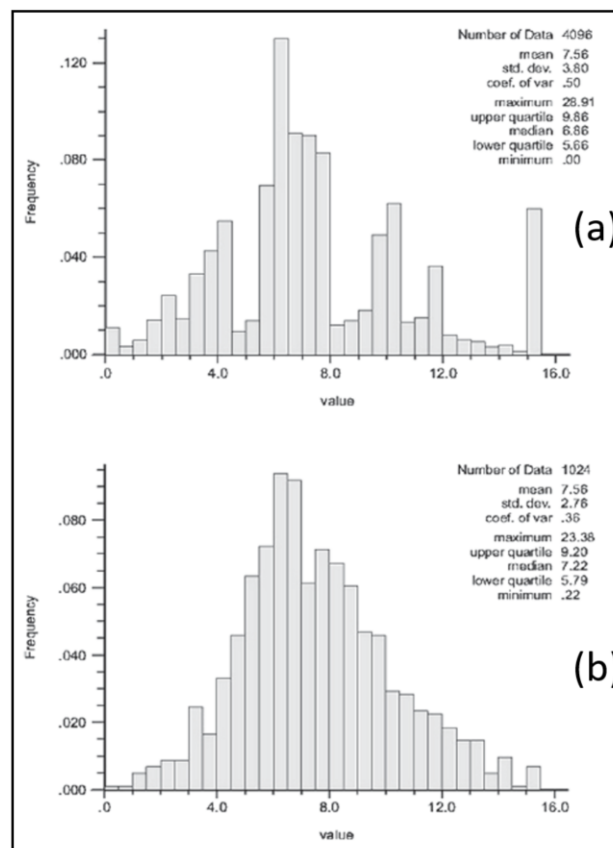 Number of Data 4096
mean 7.56
std. dev. 3.80
coef. of var .50
maximum 28.91
upper quartile 9.86
median 6.86
lower quartile 5.66
minimum .00
(a)
Frequency
.120
.080
.040
.000
.0 4.0 8.0 12.0 16.0
value
Number of Data 1024
mean 7.56
std. dev. 2.76
coef. of var .36
maximum 23.38
upper quartile 9.20
median 7.22
lower quartile 5.79
minimum .22
(b)
Frequency
.080
.060
.040
.020
.000
.0 4.0 8.0 12.0 16.0
value